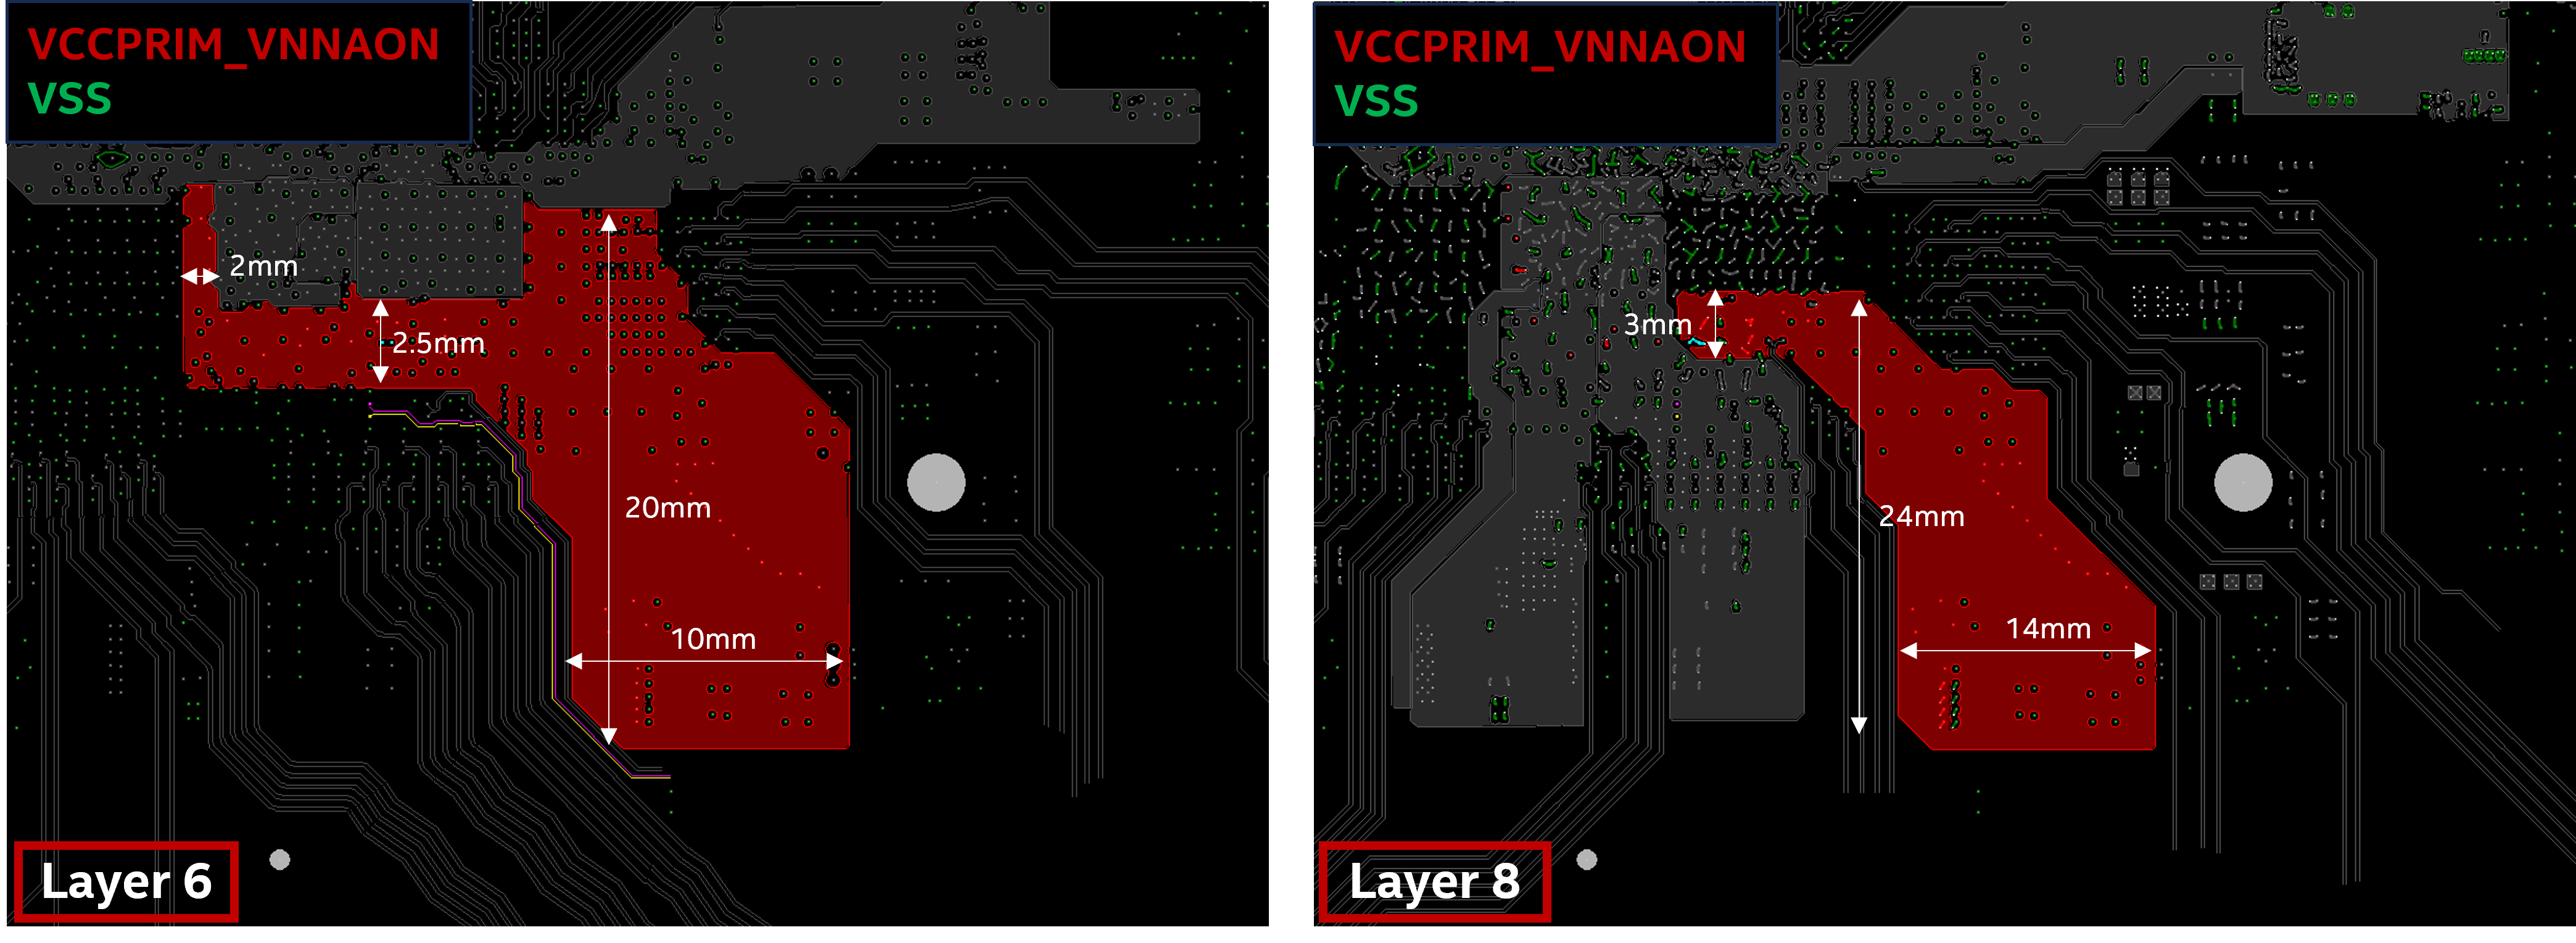 VCCPRIM_VNNAON
VSS
2mm
2.5mm
20mm
10mm
Layer 6
VCCPRIM_VNNAON
VSS
3mm
24mm
14mm
Layer 8